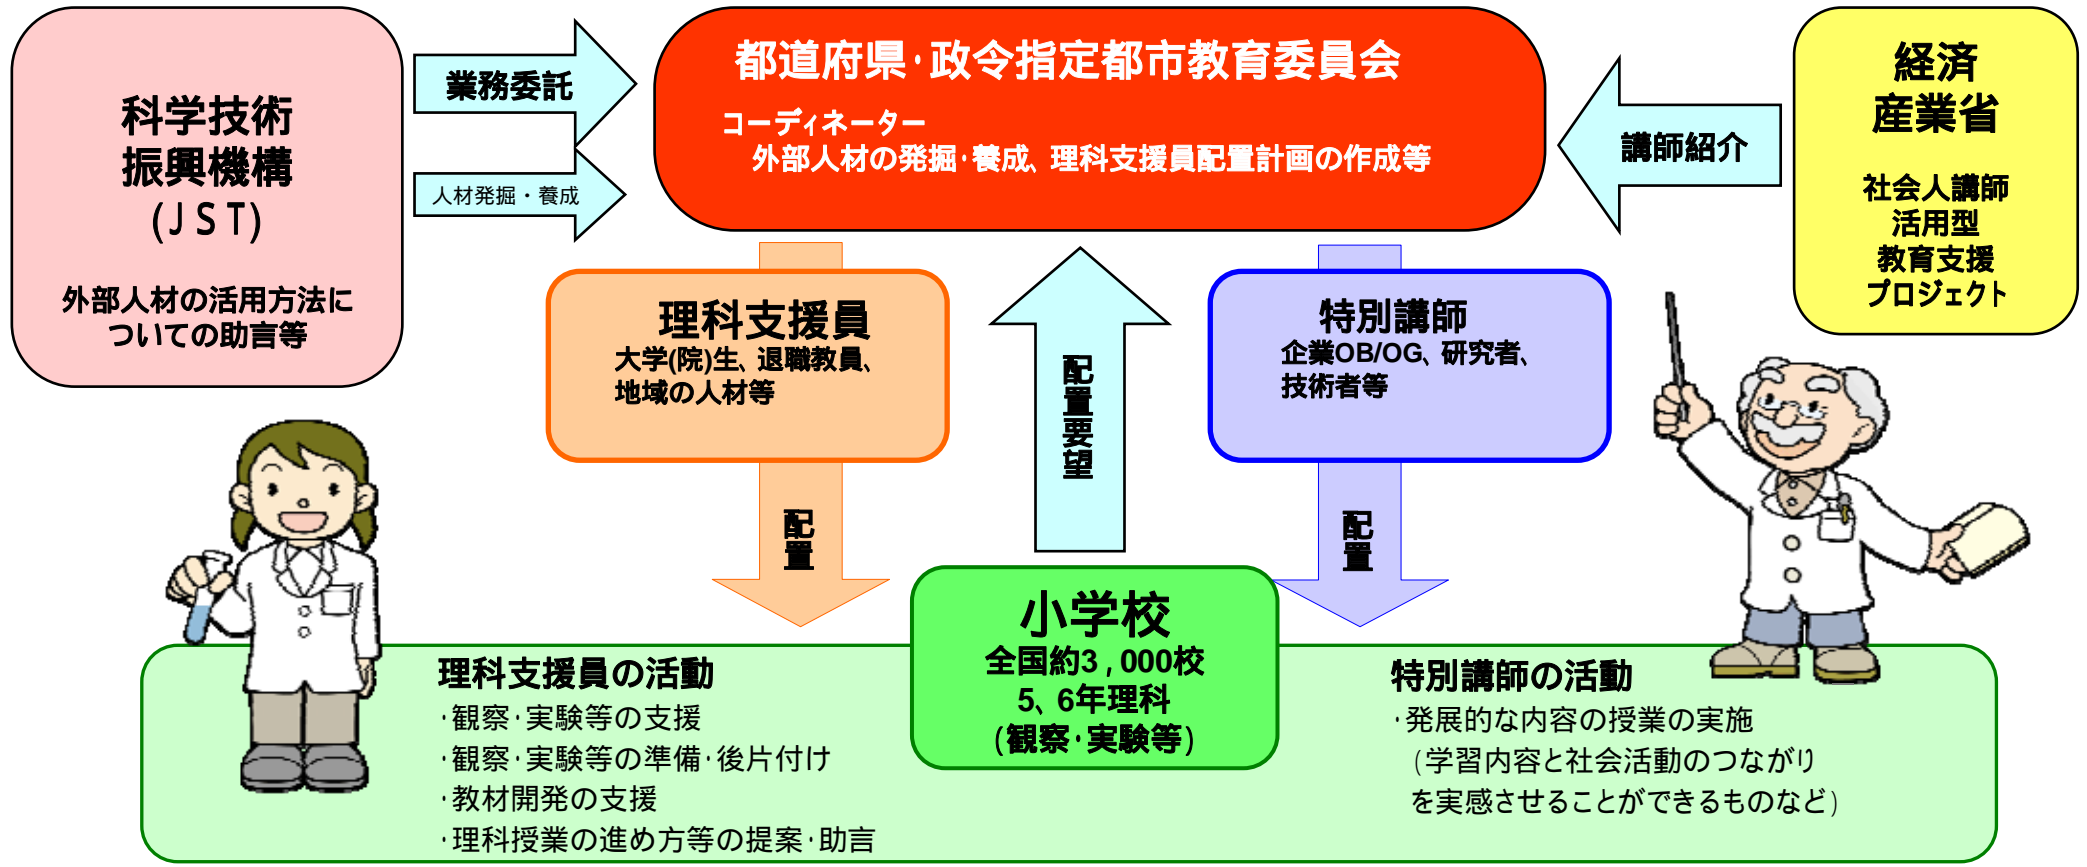 科学技術
振興機構
(JST)
外部人材の活用方法に
ついての助言等
業務委託
人材発掘・養成
都道府県・政令指定都市教育委員会
コーディネーター
外部人材の発掘・養成、理科支援員配置計画の作成等
講師紹介
経済
産業省
社会人講師
活用型
教育支援
プロジェクト
理科支援員
大学(院)生、退職教員、
地域の人材等
配置
配置要望
特別講師
企業OB/OG、研究者、
技術者等
配置
小学校
全国約3,000校
5、6年理科
(観察・実験等)
理科支援員の活動
・観察・実験等の支援
・観察・実験等の準備・後片付け
・教材開発の支援
・理科授業の進め方等の提案・助言
特別講師の活動
・発展的な内容の授業の実施
(学習内容と社会活動のつながり
を実感させることができるものなど)